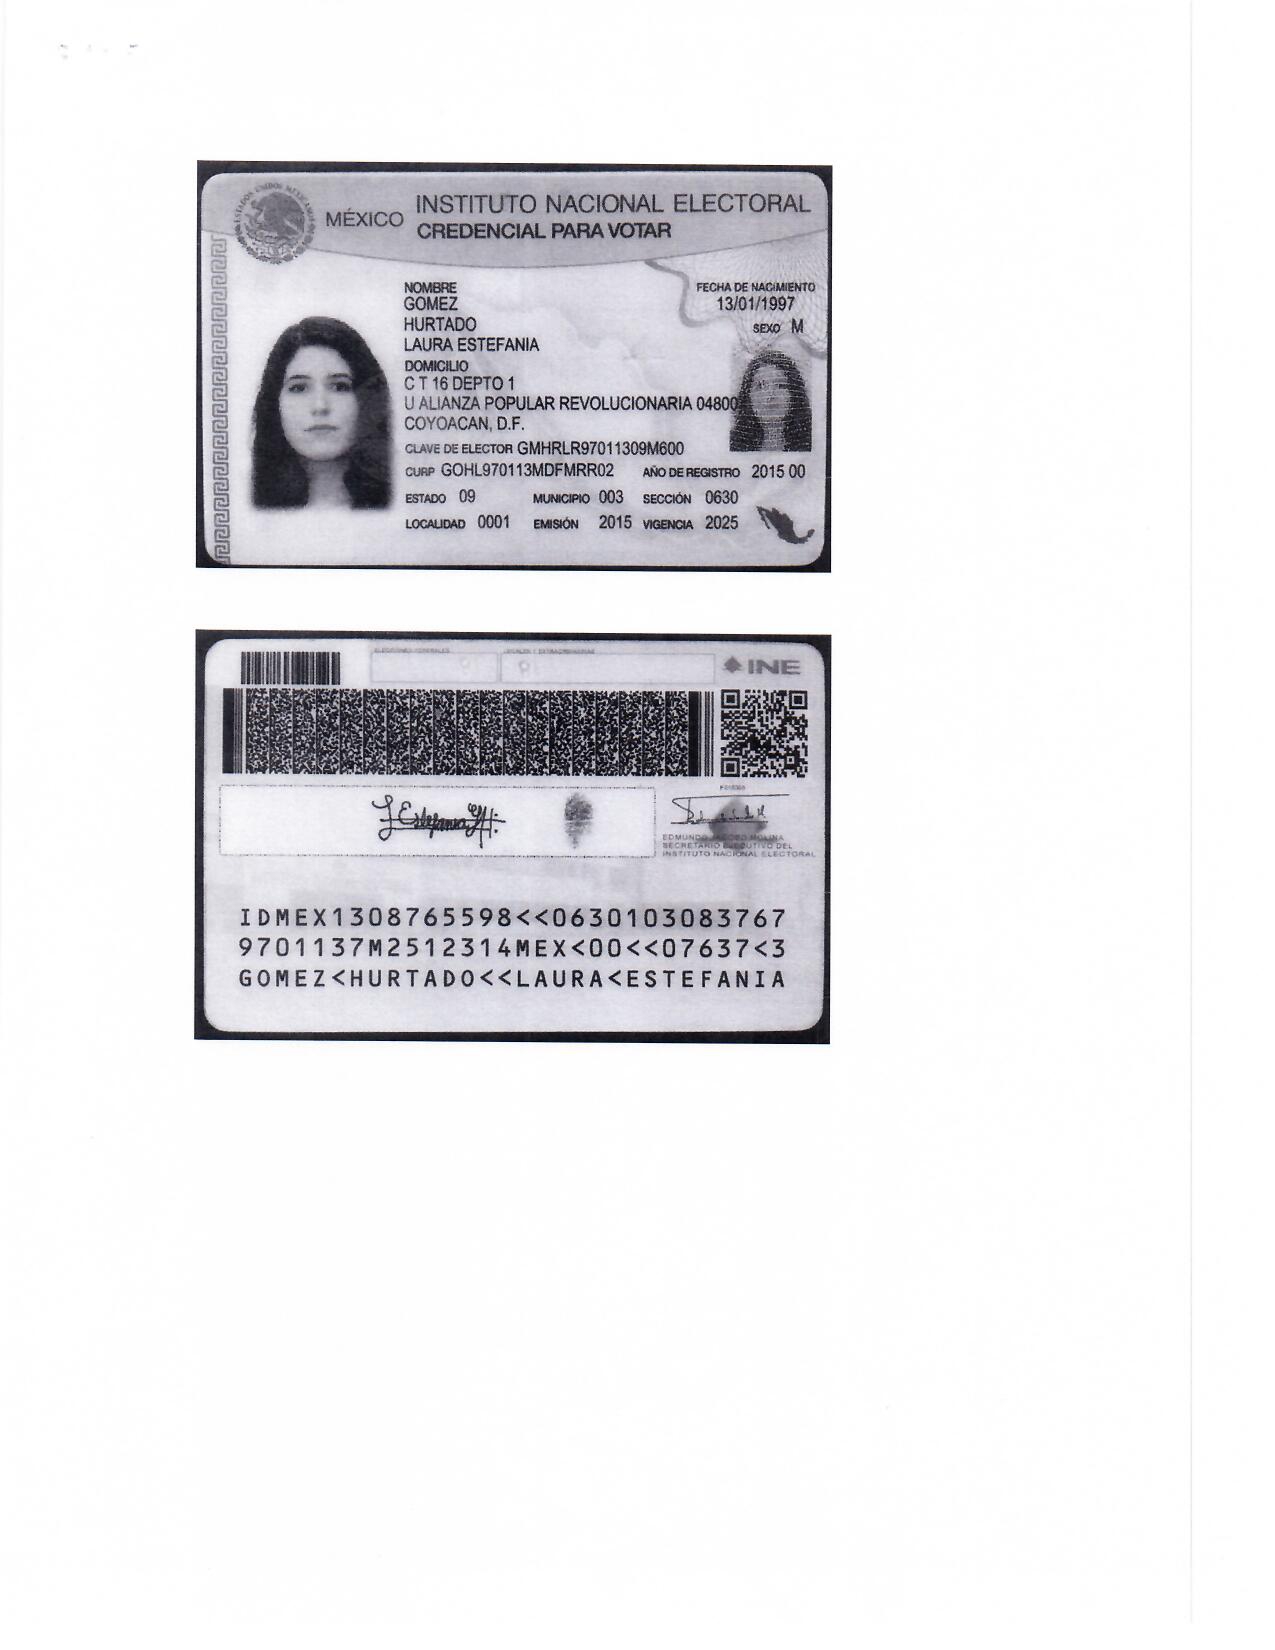 MÉXICO
INSTITUTO NACIONAL ELECTORAL
CREDENCIAL PARA VOTAR
NOMBRE
GOMEZ
HURTADO
LAURA ESTEFANIA
FECHA DE NACIMIENTO
13/01/1997
SEXO M
DOMICILIO
C T 16 DEPTO 1
U ALIANZA POPULAR REVOLUCIONARIA 04800
COYOACAN, D.F.
CLAVE DE ELECTOR GMHRLR97011309M600
CURP GOHL970113MDFMRR02 AÑO DE REGISTRO 2015 00
ESTADO 09 MUNICIPIO 003 SECCIÓN 0630
LOCALIDAD 0001 EMISIÓN 2015 VIGENCIA 2025
INE
EDMUNDO JACOBO MOLINA
SECRETARIO EJECUTIVO DEL
INSTITUTO NACIONAL ELECTORAL
IDMEX1308765598<<0630103083767
9701137M2512314MEX<00<<07637<3
GOMEZ<HURTADO<<LAURA<ESTEFANIA